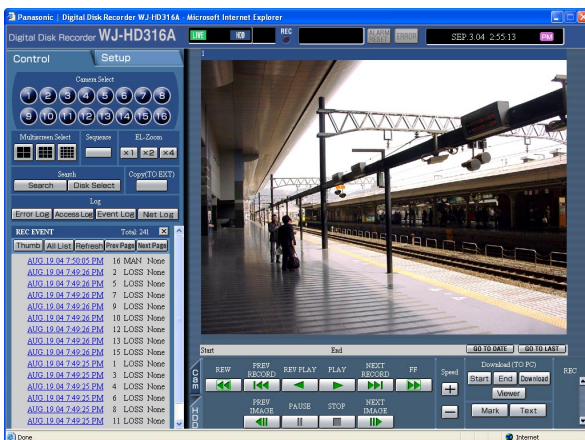 Panasonic | Digital Disk Recorder WJ-HD316A - Microsoft Internet Explorer
Digital Disk Recorder WJ-HD316A
LIVE HDD REC ALARM RESET ERROR SEP.3.04 2:55:13 PM
Control Setup
1
Camera Select
1 2 3 4 5 6 7 8
9 10 11 12 13 14 15 16
Multiscreen Select Sequence EL-Zoom
×1 ×2 ×4
Search Copy(TO EXT)
Search Disk Select
Log
Error Log Access Log Event Log Net Log
REC EVENT Total: 241
Thumb All List Refresh Prev Page Next Page
AUG.19.04 7:50:05 PM 16 MAN None
AUG.19.04 7:49:26 PM 2 LOSS None
AUG.19.04 7:49:26 PM 5 LOSS None
AUG.19.04 7:49:26 PM 7 LOSS None
AUG.19.04 7:49:26 PM 9 LOSS None
AUG.19.04 7:49:26 PM 10 LOSS None
AUG.19.04 7:49:26 PM 12 LOSS None
AUG.19.04 7:49:26 PM 13 LOSS None
AUG.19.04 7:49:26 PM 15 LOSS None
AUG.19.04 7:49:25 PM 1 LOSS None
AUG.19.04 7:49:25 PM 3 LOSS None
AUG.19.04 7:49:25 PM 4 LOSS None
AUG.19.04 7:49:25 PM 6 LOSS None
AUG.19.04 7:49:25 PM 8 LOSS None
AUG.19.04 7:49:25 PM 11 LOSS None
Start End GO TO DATE GO TO LAST
Cam
REW PREV RECORD REV PLAY PLAY NEXT RECORD FF
Speed
Download (TO PC)
Start End Download
Viewer
REC
HDD
PREV IMAGE PAUSE STOP NEXT IMAGE
Mark Text
Done Internet